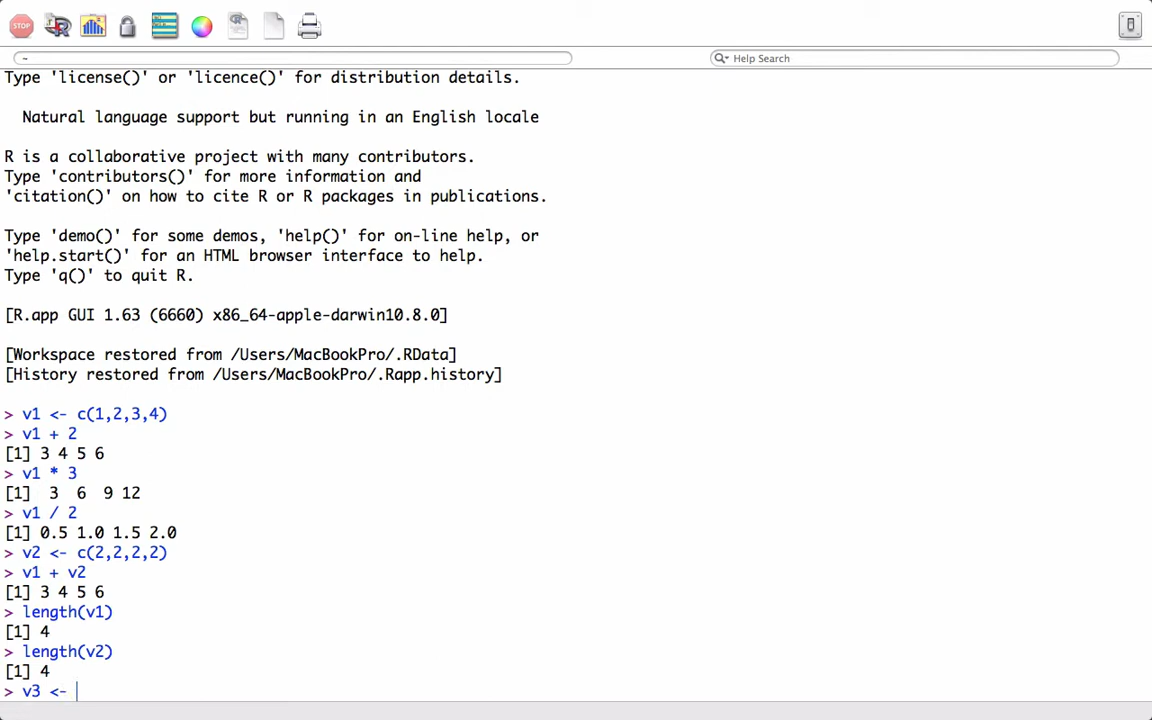 STOP
~
Help Search
Type 'license()' or 'licence()' for distribution details.
Natural language support but running in an English locale
R is a collaborative project with many contributors.
Type 'contributors()' for more information and
'citation()' on how to cite R or R packages in publications.
Type 'demo()' for some demos, 'help()' for on-line help, or
'help.start()' for an HTML browser interface to help.
Type 'q()' to quit R.
[R.app GUI 1.63 (6660) x86_64-apple-darwin10.8.0]
[Workspace restored from /Users/MacBookPro/.RData]
[History restored from /Users/MacBookPro/.Rapp.history]
> v1 <- c(1,2,3,4)
> v1 + 2
[1] 3 4 5 6
> v1 * 3
[1]  3  6  9 12
> v1 / 2
[1] 0.5 1.0 1.5 2.0
> v2 <- c(2,2,2,2)
> v1 + v2
[1] 3 4 5 6
> length(v1)
[1] 4
> length(v2)
[1] 4
> v3 <-